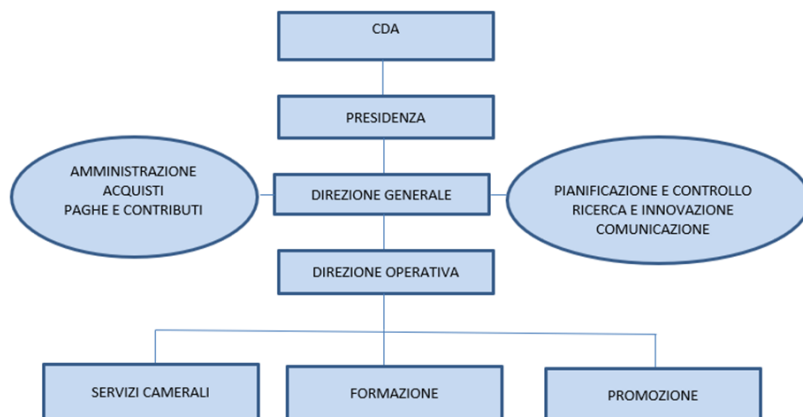 CDA
PRESIDENZA
AMMINISTRAZIONE
ACQUISTI
PAGHE E CONTRIBUTI
DIREZIONE GENERALE
PIANIFICAZIONE E CONTROLLO
RICERCA E INNOVAZIONE
COMUNICAZIONE
DIREZIONE OPERATIVA
SERVIZI CAMERALI
FORMAZIONE
PROMOZIONE